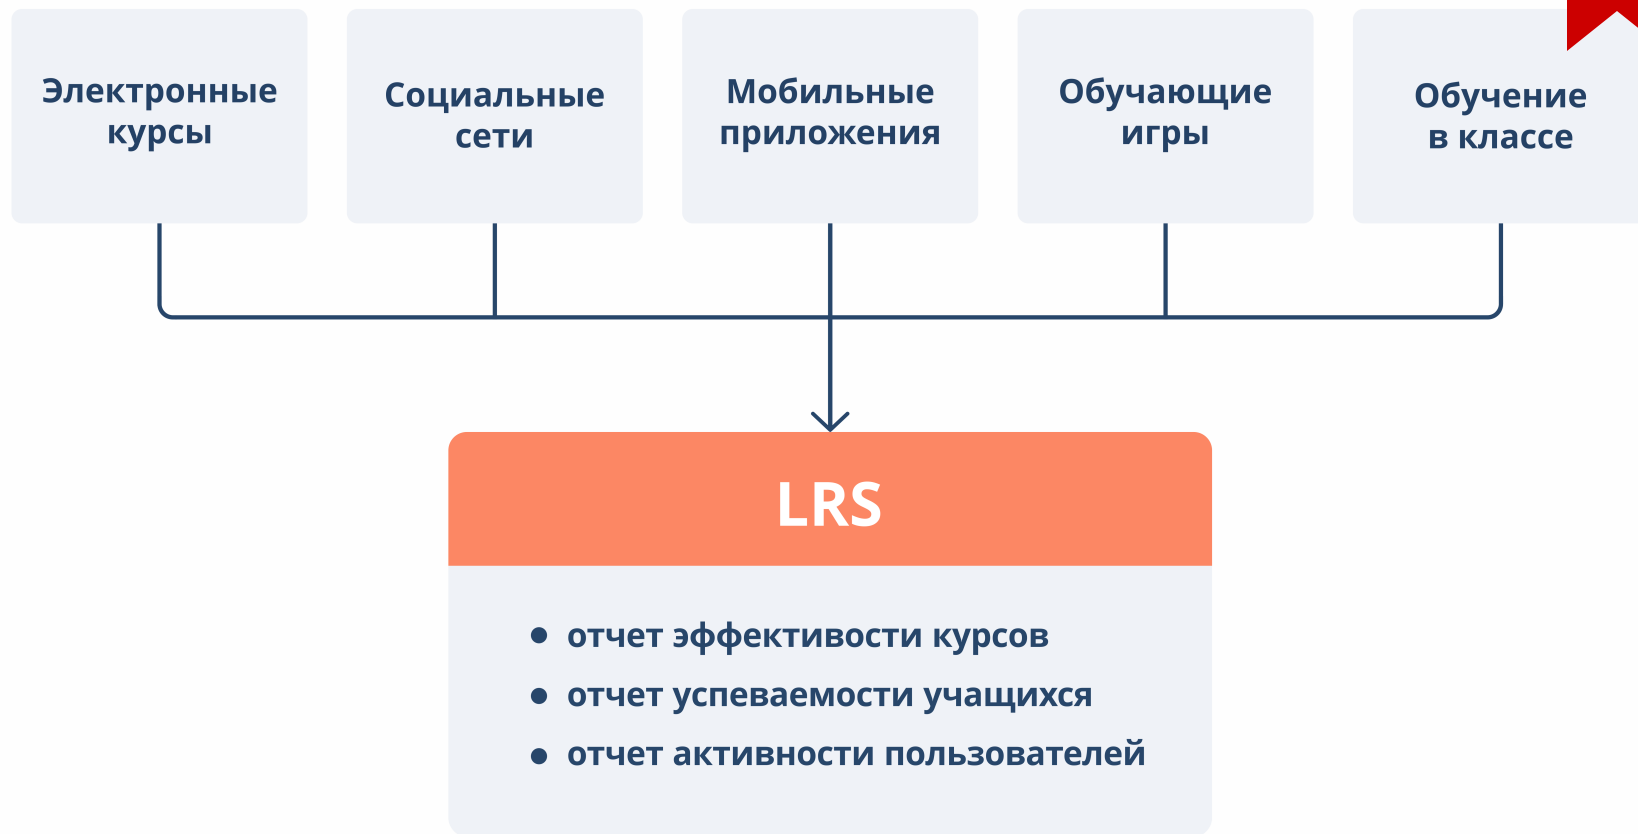 Электронные
курсы
Социальные
сети
Мобильные
приложения
Обучающие
игры
Обучение
в классе
LRS
• отчет эффективости курсов
• отчет успеваемости учащихся
• отчет активности пользователей